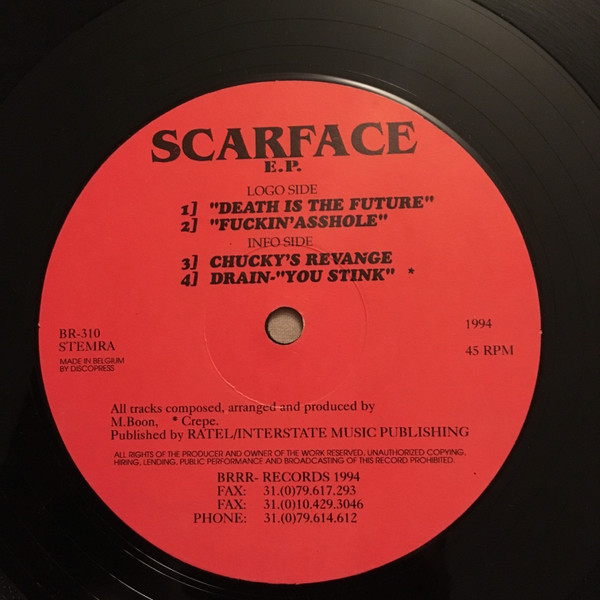 SCARFACE
E.P.
LOGO SIDE
1] "DEATH IS THE FUTURE"
2] "FUCKIN'ASSHOLE"
INFO SIDE
3] CHUCKY'S REVANGE
4] DRAIN-"YOU STINK" *
BR-310
STEMRA
MADE IN BELGIUM
BY DISCOPRESS
1994
45 RPM
All tracks composed, arranged and produced by
M.Boon, * Crepe.
Published by RATEL/INTERSTATE MUSIC PUBLISHING
ALL RIGHTS OF THE PRODUCER AND OWNER OF THE WORK RESERVED. UNAUTHORIZED COPYING,
HIRING, LENDING, PUBLIC PERFORMANCE AND BROADCASTING OF THIS RECORD PROHIBITED.
BRRR- RECORDS 1994
FAX: 31.(0)79.617.293
FAX: 31.(0)10.429.3046
PHONE: 31.(0)79.614.612